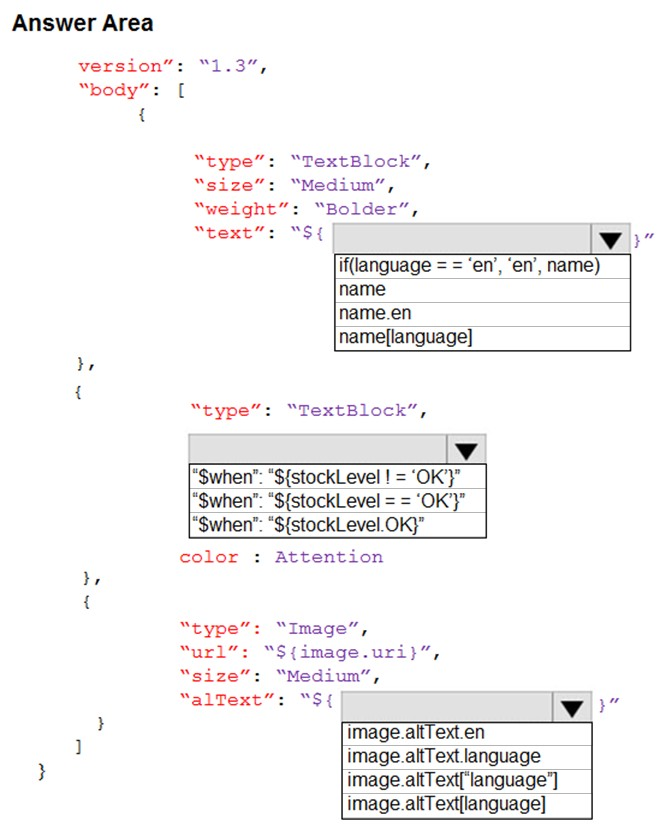 Answer Area
version”: “1.3”,
“body”: [
{
“type”: “TextBlock”,
“size”: “Medium”,
“weight”: “Bolder”,
“text”: “${ }”
if(language = = ‘en’, ‘en’, name)
name
name.en
name[language]
},
{
“type”: “TextBlock”,
“$when”: “${stockLevel ! = ‘OK’}”
“$when”: “${stockLevel = = ‘OK’}”
“$when”: “${stockLevel.OK}”
color : Attention
},
{
“type”: “Image”,
“url”: “${image.uri}”,
“size”: “Medium”,
“alText”: “${ }”
image.altText.en
image.altText.language
image.altText[“language”]
image.altText[language]
}
]
}